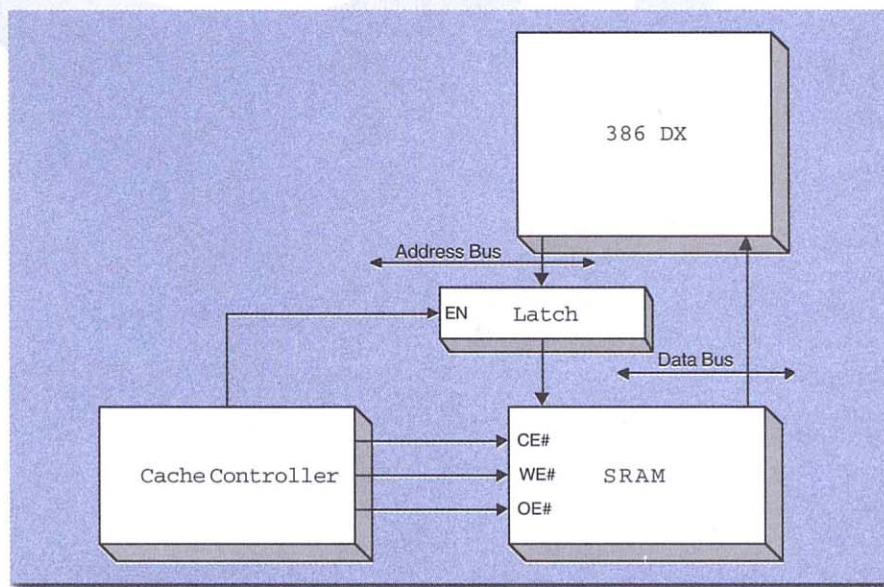 386 DX
Address Bus
EN Latch
Data Bus
Cache Controller
CE#
WE# SRAM
OE#